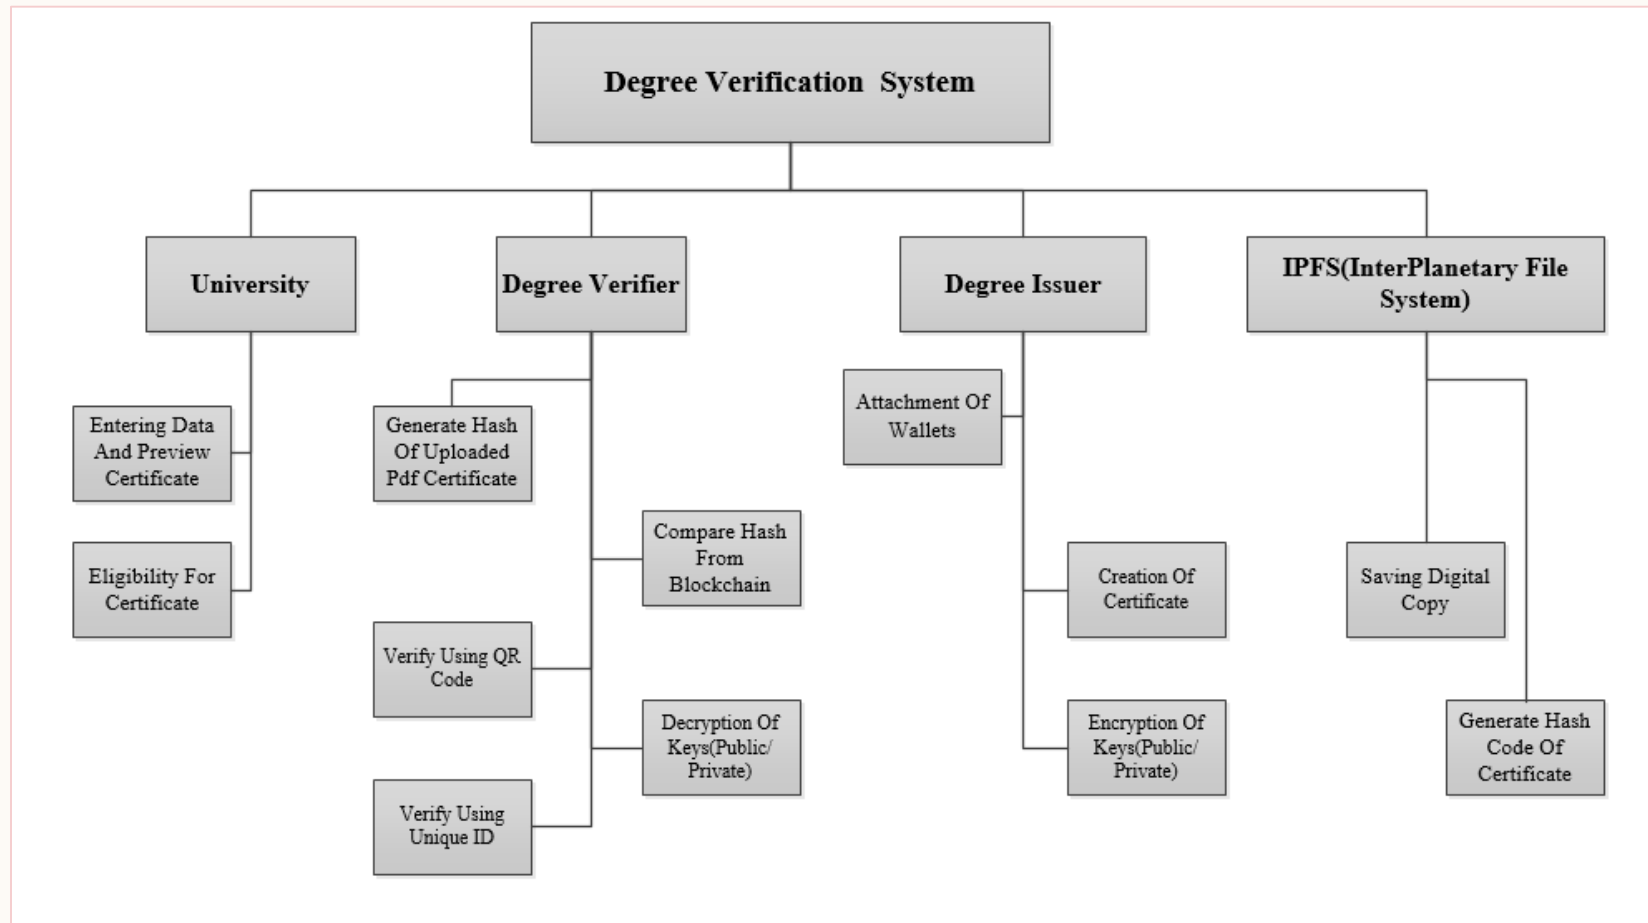 Degree Verification  System
University
Degree Verifier
Degree Issuer
IPFS(InterPlanetary File
System)
Entering Data
And Preview
Certificate
Eligibility For
Certificate
Generate Hash
Of Uploaded
Pdf Certificate
Compare Hash
From
Blockchain
Verify Using QR
Code
Decryption Of
Keys(Public/
Private)
Verify Using
Unique ID
Attachment Of
Wallets
Creation Of
Certificate
Encryption Of
Keys(Public/
Private)
Saving Digital
Copy
Generate Hash
Code Of
Certificate